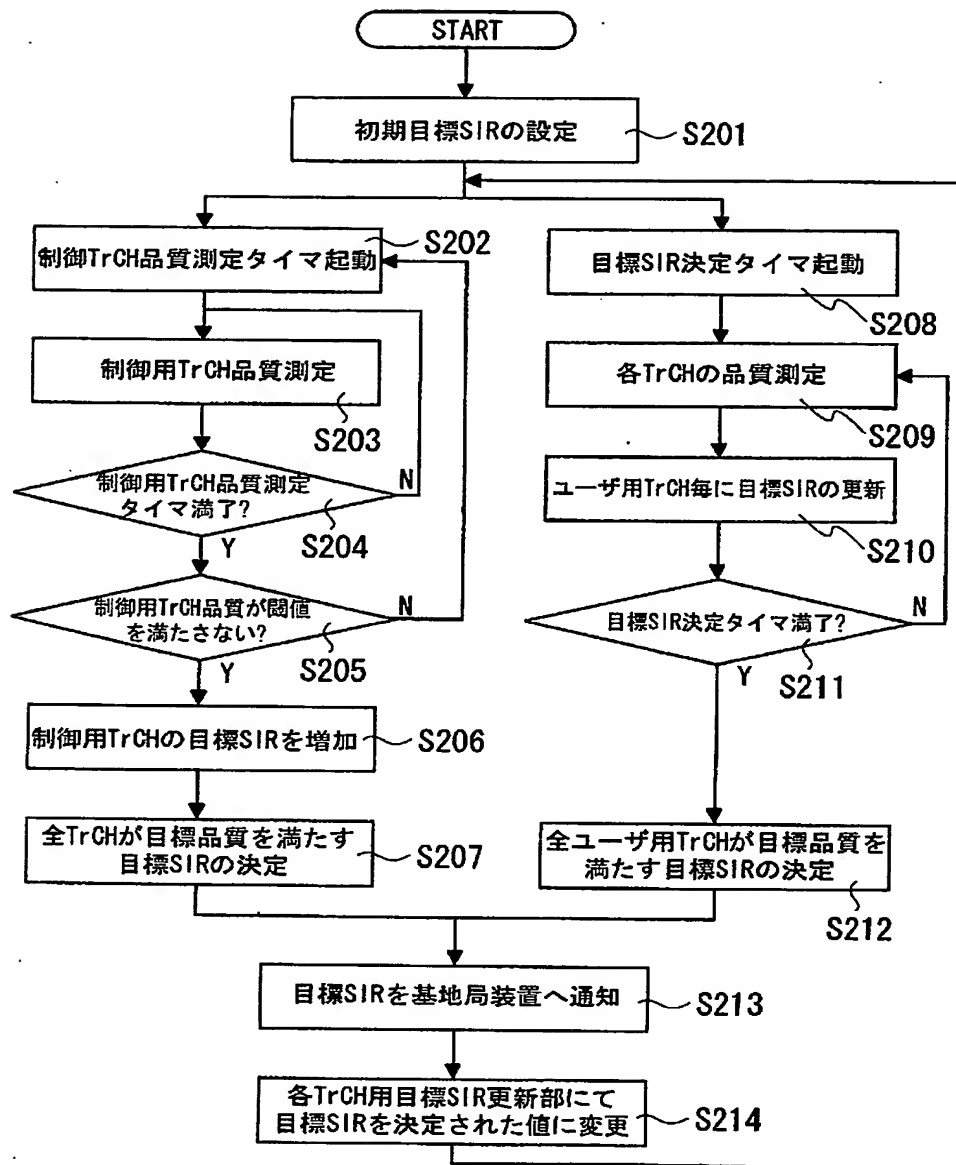 START
初期目標SIRの設定
S201
制御TrCH品質測定タイマ起動
S202
制御用TrCH品質測定
S203
制御用TrCH品質測定
タイマ満了?
N
S204
Y
制御用TrCH品質が閾値
を満たさない?
N
S205
Y
制御用TrCHの目標SIRを増加
S206
全TrCHが目標品質を満たす
目標SIRの決定
S207
目標SIR決定タイマ起動
S208
各TrCHの品質測定
S209
ユーザ用TrCH毎に目標SIRの更新
S210
目標SIR決定タイマ満了?
N
S211
Y
全ユーザ用TrCHが目標品質を
満たす目標SIRの決定
S212
目標SIRを基地局装置へ通知
S213
各TrCH用目標SIR更新部にて
目標SIRを決定された値に変更
S214